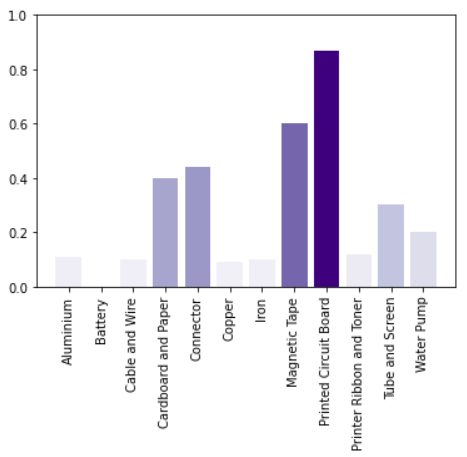 1.0
0.8
0.6
0.4
0.2
0.0
Aluminium
Battery
Cable and Wire
Cardboard and Paper
Connector
Copper
Iron
Magnetic Tape
Printed Circuit Board
Printer Ribbon and Toner
Tube and Screen
Water Pump